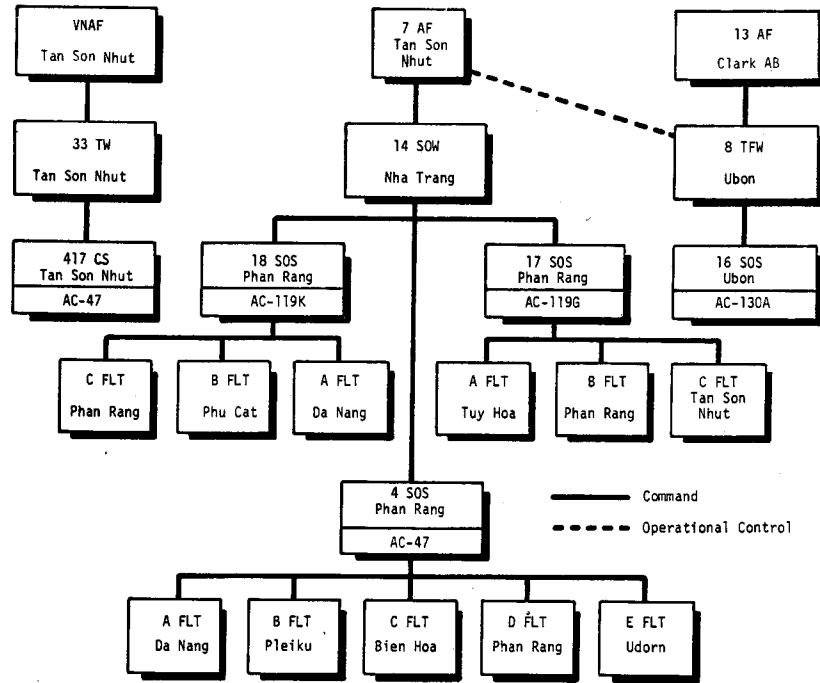 VNAF
Tan Son Nhut
7 AF
Tan Son
Nhut
13 AF
Clark AB
33 TW
Tan Son Nhut
14 SOW
Nha Trang
8 TFW
Ubon
417 CS
Tan Son Nhut
AC-47
18 SOS
Phan Rang
AC-119K
17 SOS
Phan Rang
AC-119G
16 SOS
Ubon
AC-130A
C FLT
Phan Rang
B FLT
Phu Cat
A FLT
Da Nang
A FLT
Tuy Hoa
B FLT
Phan Rang
C FLT
Tan Son
Nhut
4 SOS
Phan Rang
AC-47
Command
Operational Control
A FLT
Da Nang
B FLT
Pleiku
C FLT
Bien Hoa
D FLT
Phan Rang
E FLT
Udorn